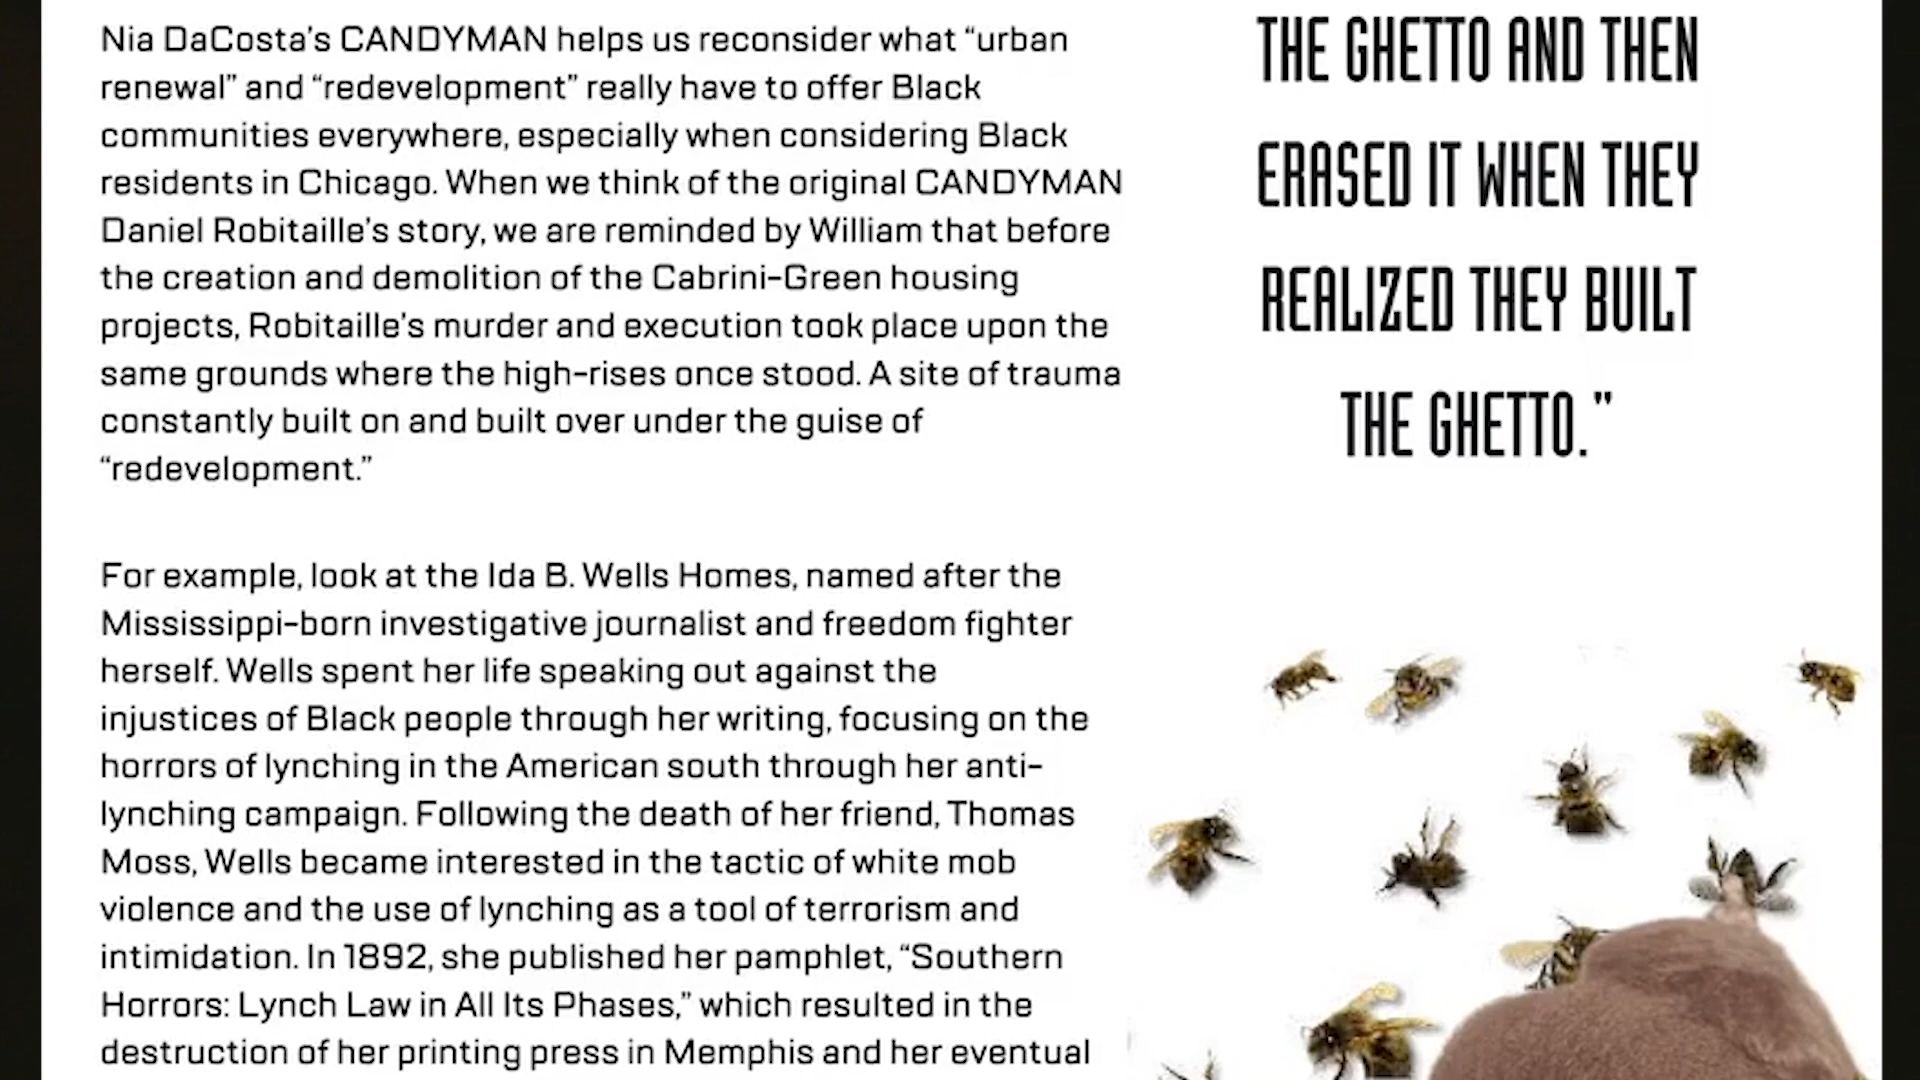 Nia DaCosta’s CANDYMAN helps us reconsider what “urban
renewal” and “redevelopment” really have to offer Black
communities everywhere, especially when considering Black
residents in Chicago. When we think of the original CANDYMAN
Daniel Robitaille’s story, we are reminded by William that before
the creation and demolition of the Cabrini-Green housing
projects, Robitaille’s murder and execution took place upon the
same grounds where the high-rises once stood. A site of trauma
constantly built on and built over under the guise of
“redevelopment.”
For example, look at the Ida B. Wells Homes, named after the
Mississippi-born investigative journalist and freedom fighter
herself. Wells spent her life speaking out against the
injustices of Black people through her writing, focusing on the
horrors of lynching in the American south through her anti-
lynching campaign. Following the death of her friend, Thomas
Moss, Wells became interested in the tactic of white mob
violence and the use of lynching as a tool of terrorism and
intimidation. In 1892, she published her pamphlet, “Southern
Horrors: Lynch Law in All Its Phases,” which resulted in the
destruction of her printing press in Memphis and her eventual
THE GHETTO AND THEN
ERASED IT WHEN THEY
REALIZED THEY BUILT
THE GHETTO."